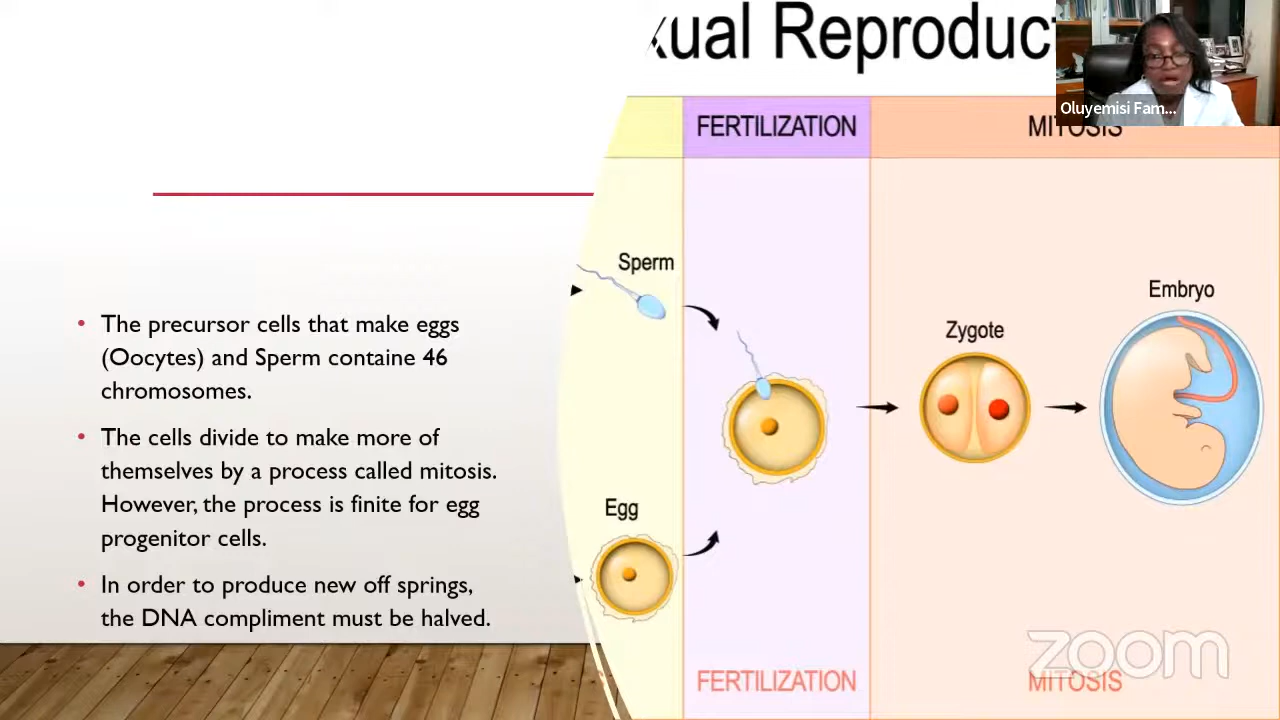 xual Reproduct
FERTILIZATION
MITOSIS
Oluyemisi Fam...
Sperm
Embryo
Zygote
Egg
• The precursor cells that make eggs
(Oocytes) and Sperm containe 46
chromosomes.
• The cells divide to make more of
themselves by a process called mitosis.
However, the process is finite for egg
progenitor cells.
• In order to produce new off springs,
the DNA compliment must be halved.
FERTILIZATION
MITOSIS
zoom